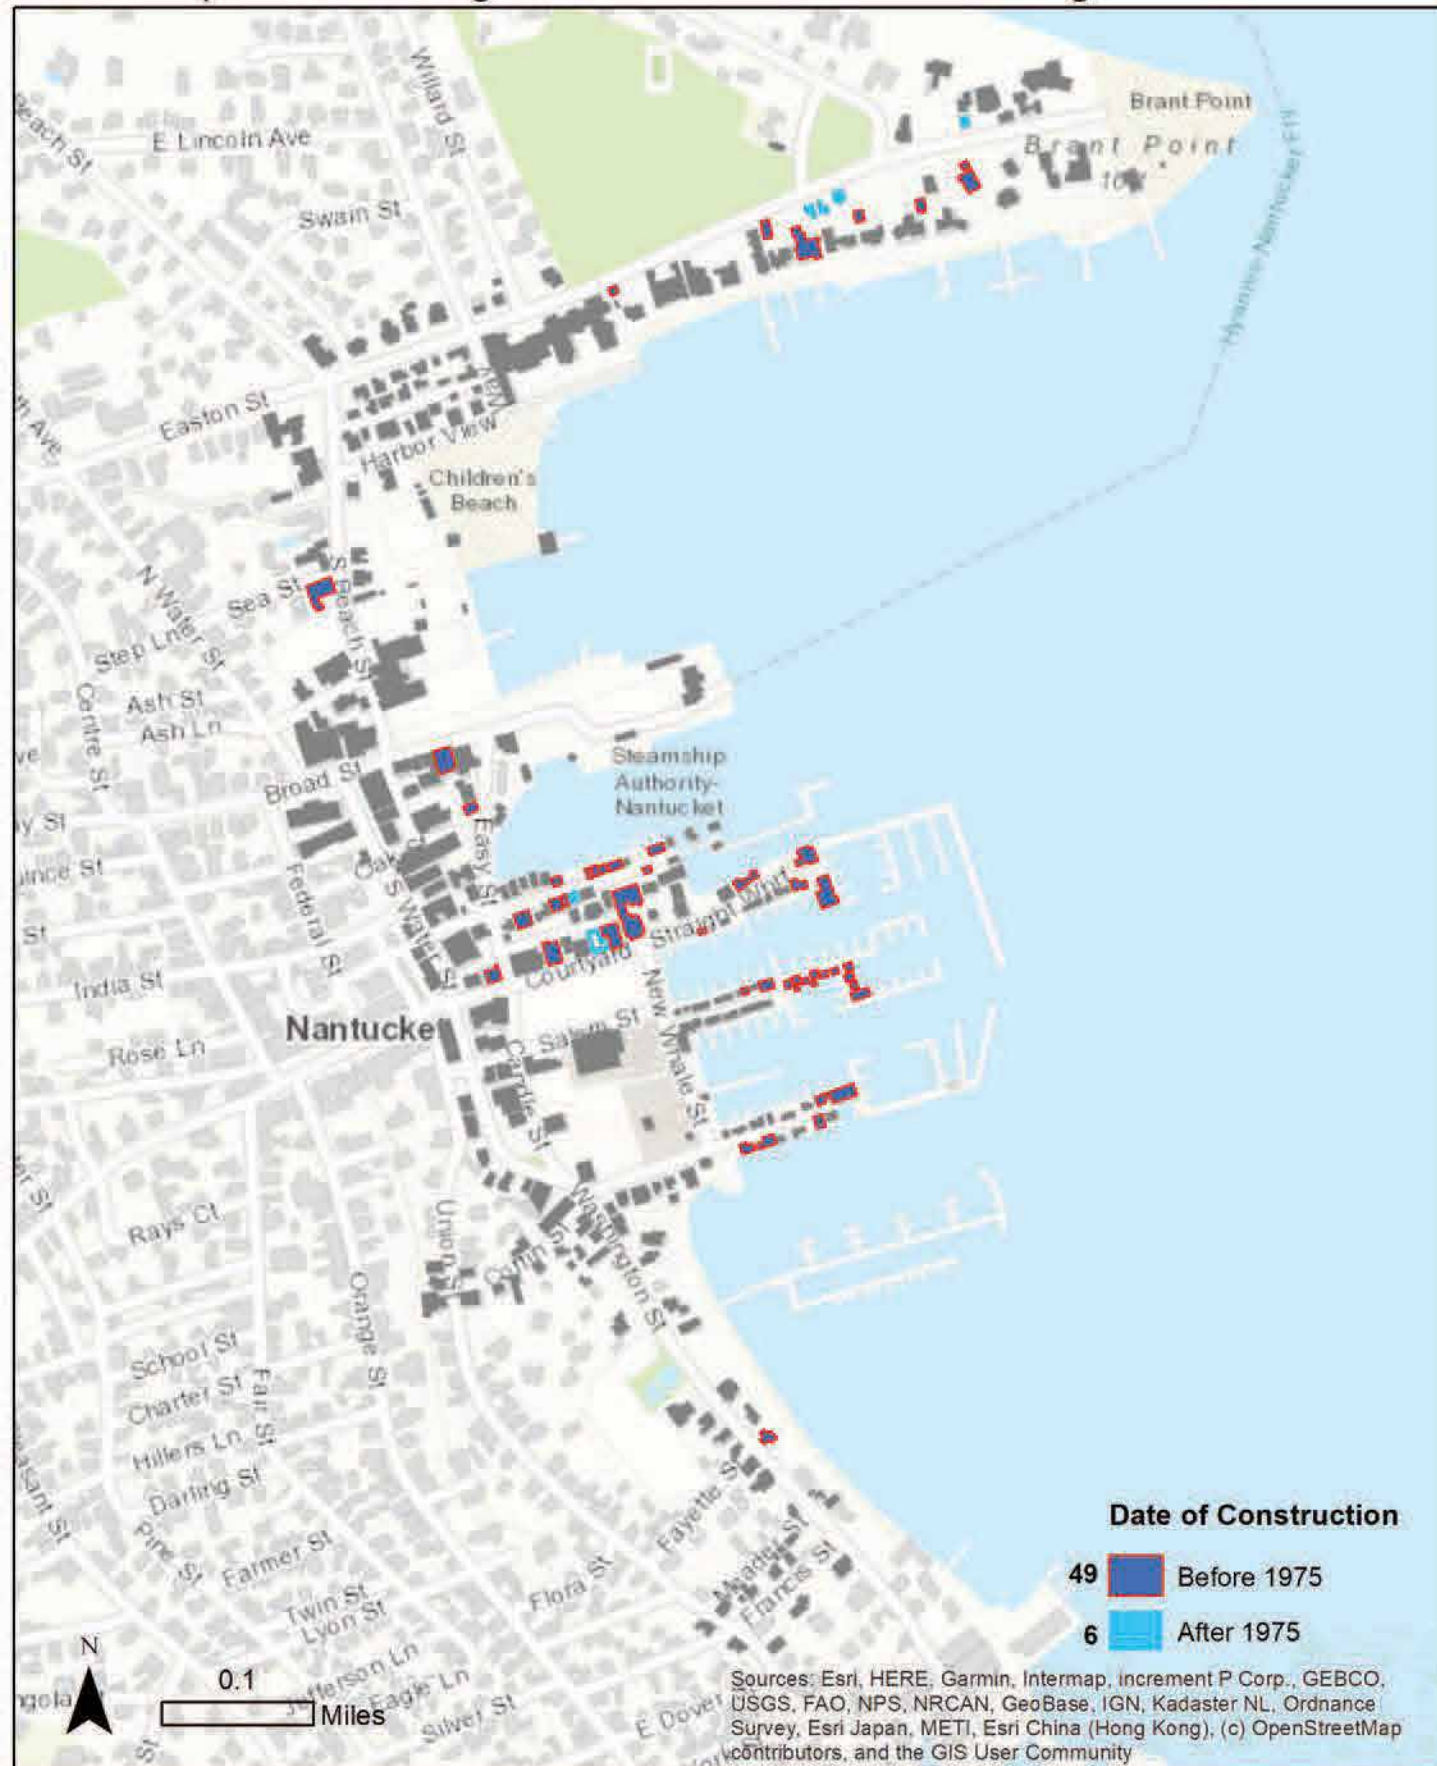 Willard St
Beach St
E Lincoln Ave
Brant Point
Brant Point
Swain St
Easton St
Way
Harbor View
Children's
Beach
N Water St
Sea St
S Beach St
Step Ln
Ash St
Ash Ln
Centre St
Broad St
Steamship
Authority-
Nantucket
Easy St
Oak
S Water St
Federal St
Straight Wharf
Courtyard
India St
New Whale St
Nantucke
Salem St
Rose Ln
Candle St
Rays Ct
Union St
Washington St
Orange St
School St
Charter St
Fair St
Hillers Ln
Darling St
Pine St
Farmer St
Fayette S
Meader St
Francis St
Flora St
Twin St
Lyon St
Jefferson Ln
Eagle Ln
Silver St
E Dover
St
Date of Construction
49 Before 1975
6 After 1975
N
0.1
Miles
Sources: Esri, HERE, Garmin, Intermap, increment P Corp., GEBCO,
USGS, FAO, NPS, NRCAN, GeoBase, IGN, Kadaster NL, Ordnance
Survey, Esri Japan, METI, Esri China (Hong Kong), (c) OpenStreetMap
contributors, and the GIS User Community